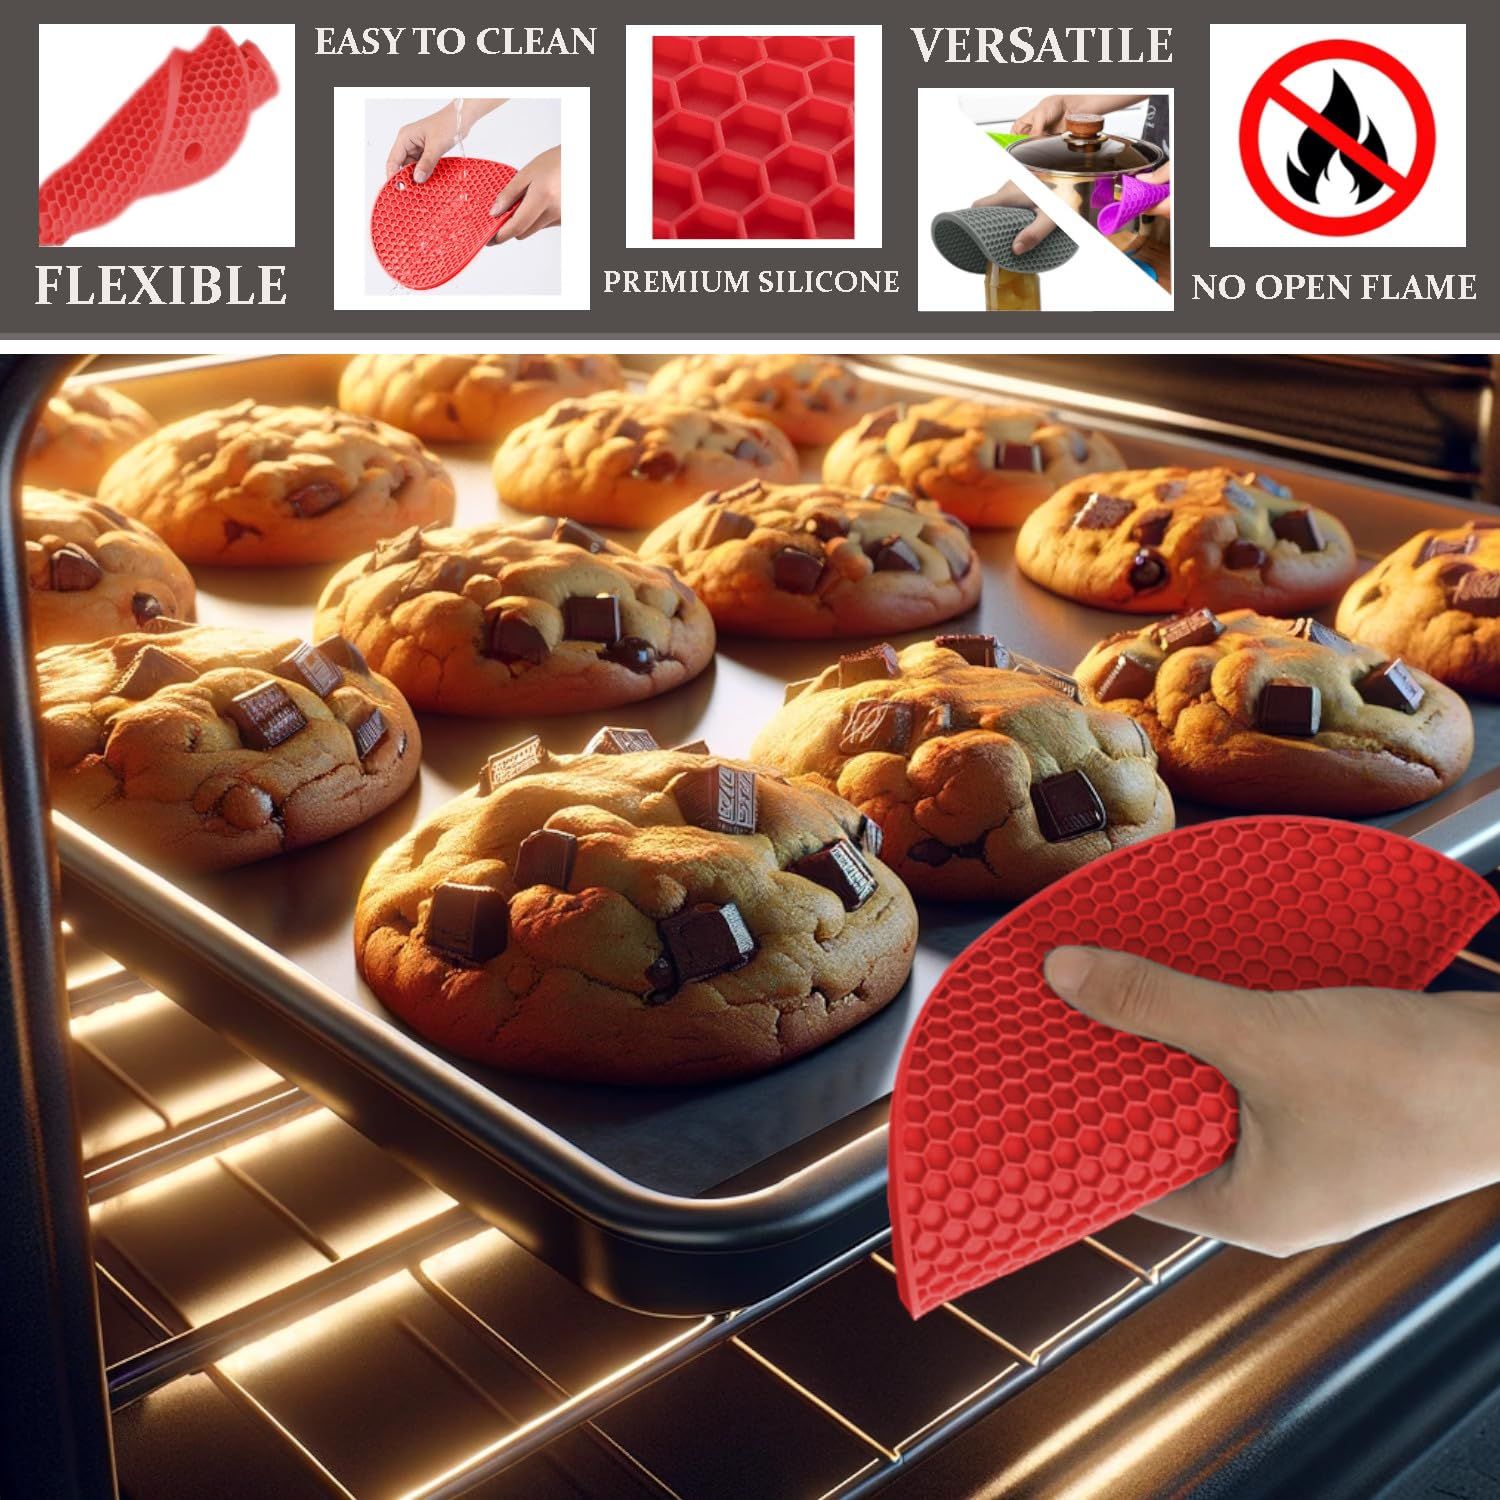 EASY TO CLEAN
VERSATILE
FLEXIBLE
PREMIUM SILICONE
NO OPEN FLAME